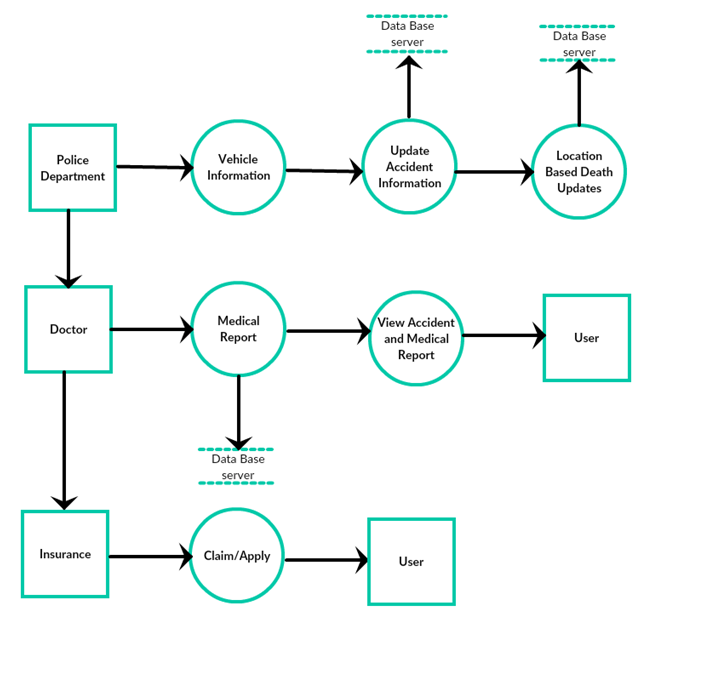 Data Base
server
Data Base
server
Police
Department
Vehicle
Information
Update
Accident
Information
Location
Based Death
Updates
Doctor
Medical
Report
View Accident
and Medical
Report
User
Data Base
server
Insurance
Claim/Apply
User